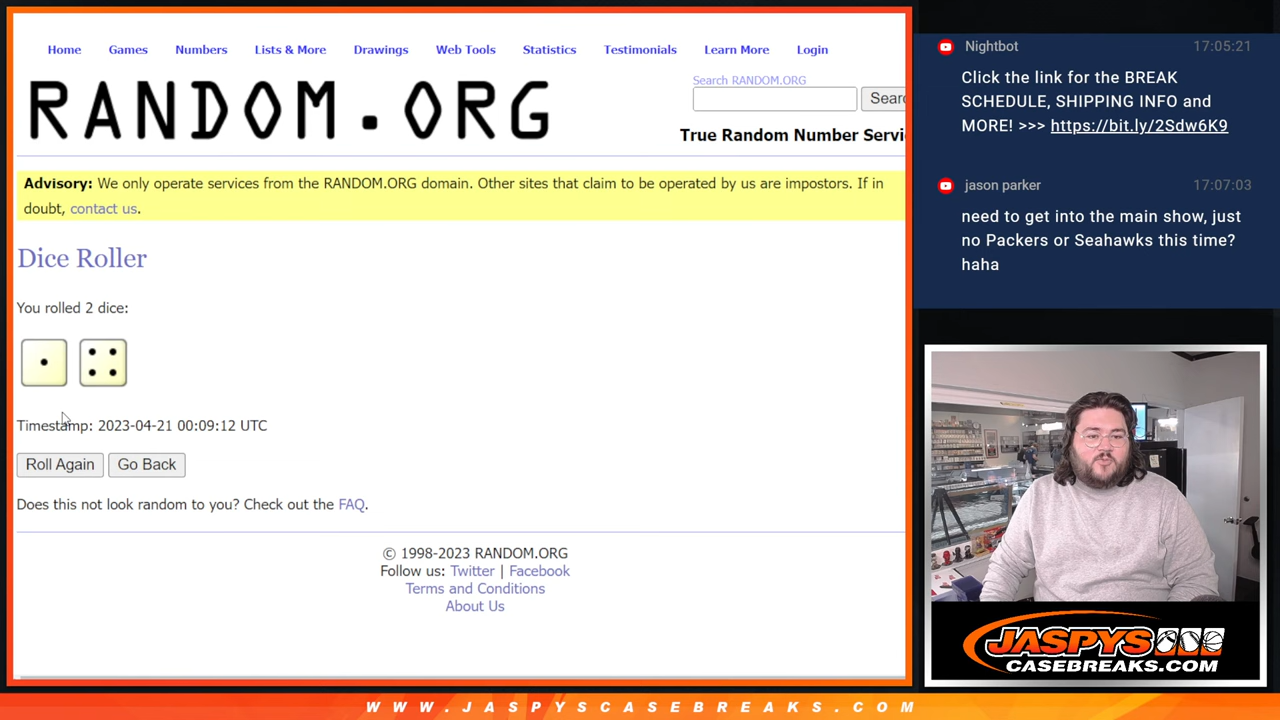 Home Games Numbers Lists & More Drawings Web Tools Statistics Testimonials Learn More Login
RANDOM.ORG
Search RANDOM.ORG
Searc
True Random Number Servi
Advisory: We only operate services from the RANDOM.ORG domain. Other sites that claim to be operated by us are impostors. If in
doubt, contact us.
Dice Roller
You rolled 2 dice:
Timestamp: 2023-04-21 00:09:12 UTC
Roll Again Go Back
Does this not look random to you? Check out the FAQ.
© 1998-2023 RANDOM.ORG
Follow us: Twitter | Facebook
Terms and Conditions
About Us
Nightbot 17:05:21
Click the link for the BREAK
SCHEDULE, SHIPPING INFO and
MORE! >>> https://bit.ly/2Sdw6K9
jason parker 17:07:03
need to get into the main show, just
no Packers or Seahawks this time?
haha
JASPYS
CASEBREAKS.COM
WWW.JASPYSCASEBREAKS.COM